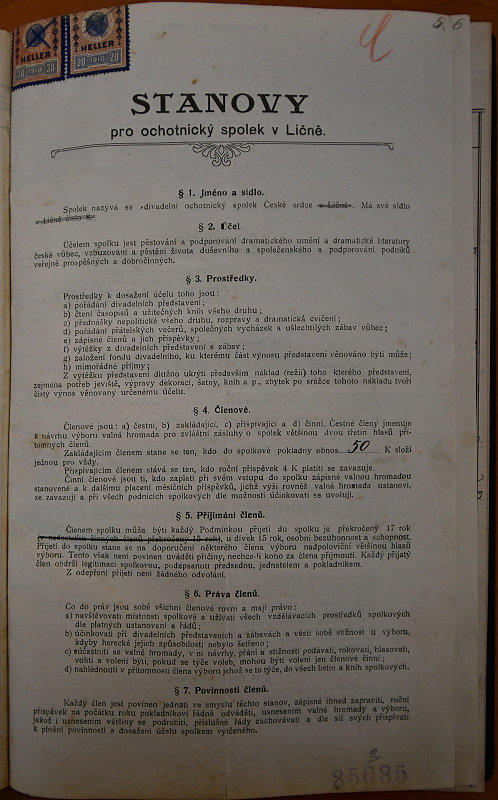 5. 6
HELLER
30 1910 30
HELLER
20 1910 20
STANOVY
pro ochotnický spolek v Ličně.
§ 1. Jméno a sídlo.
Spolek nazývá se »divadelní ochotnický spolek České srdce v Ličně«. Má své sídlo
v Ličně číslo 8.
§ 2. Účel.
Účelem spolku jest pěstování a podporování dramatického umění a dramatické literatury
české vůbec, vzbuzování a pěstění života duševního a společenského a podporování podniků
veřejně prospěšných a dobročinných.
§ 3. Prostředky.
Prostředky k dosažení účelu toho jsou:
a) pořádání divadelních představení;
b) čtení časopisů a užitečných knih všeho druhu;
c) přednášky nepolitické všeho druhu, rozpravy a dramatická cvičení;
d) pořádání přátelských večerů, společných vycházek a ušlechtilých zábav vůbec;
e) zápisné členů a jich příspěvky;
f) výtěžky z divadelních představení s zábav;
g) založení fondu divadelního, ku kterému část výnosu představení věnováno býti může;
h) mimořádné příjmy;
Z výtěžku představení dlužno ukrýti především náklad (režii) toho kterého představení,
zejména potřeb jeviště, výpravy dekorací, šatny, knih a p., zbytek po srážce tohoto nákladu tvoří
čistý výnos věnovaný určenému účelu.
§ 4. Členové.
Členové jsou: a) čestní, b) zakládající, c) přispívající a d) činní. Čestné členy jmenuje
k návrhu výboru valná hromada pro zvláštní zásluhy o spolek většinou dvou třetin hlasů pří-
tomných členů.
Zakládajícím členem stane se ten, kdo do spolkové pokladny obnos 50 K složí
jednou pro vždy.
Přispívajícím členem stává se ten, kdo roční příspěvek 4 K platiti se zavazuje.
Činní členové jsou ti, kdo zaplatí při svém vstupu do spolku zápisné valnou hromadou
stanovené a k dalšímu placení měsíčních příspěvků, jichž výši rovněž valná hromada ustanoví,
se zavazují a při všech podnicích spolkových dle možnosti účinkovati se uvolují.
§ 5. Přijímání členů.
Členem spolku může býti každý. Podmínkou přijetí do spolku je překročený 17 rok
(v nedostatku činných členů překročený 15 rok), u dívek 15 rok, osobní bezúhonnost a schopnost.
Přijetí do spolku stane se na doporučení některého člena výboru nadpoloviční většinou hlasů
výboru. Tento však není povinen uváděti příčiny, nechce-li koho za člena přijmouti. Každý přijatý
člen obdrží legitimaci spolkovou, podepsanou předsedou, jednatelem a pokladníkem.
Z odepření přijetí není žádného odvolání.
§ 6. Práva členů.
Co do práv jsou sobě všichni členové rovni a mají právo:
a) navštěvovati místnosti spolkové a užívati všech vzdělávacích prostředků spolkových
dle platných ustanovení a řádů;
b) účinkovati při divadelních představeních a zábavách a vésti sobě stížnost u výboru,
kdyby herecké jejich způsobilosti nebylo šetřeno;
c) súčastniti se valné hromady, v ní návrhy, přání a stížnosti podávati, rokovati, hlasovati,
voliti a voleni býti, pokud se týče voleb, mohou býti voleni jen členové činní;
d) nahlédnouti v přítomnosti člena výboru jehož se to týče, do všech listin a knih spolkových.
§ 7. Povinnosti členů.
Každý člen jest povinen jednati ve smyslu těchto stanov, zápisné ihned zapraviti, roční
příspěvek na počátku roku pokladníkovi řádně odváděti, usnesením valné hromady a výboru,
jakož i usnesením většiny se podrobiti, příslušné řády zachovávati a dle sil svých přispívati
k plnění povinností a dosažení účelu spolkem vytčeného.
3
85685